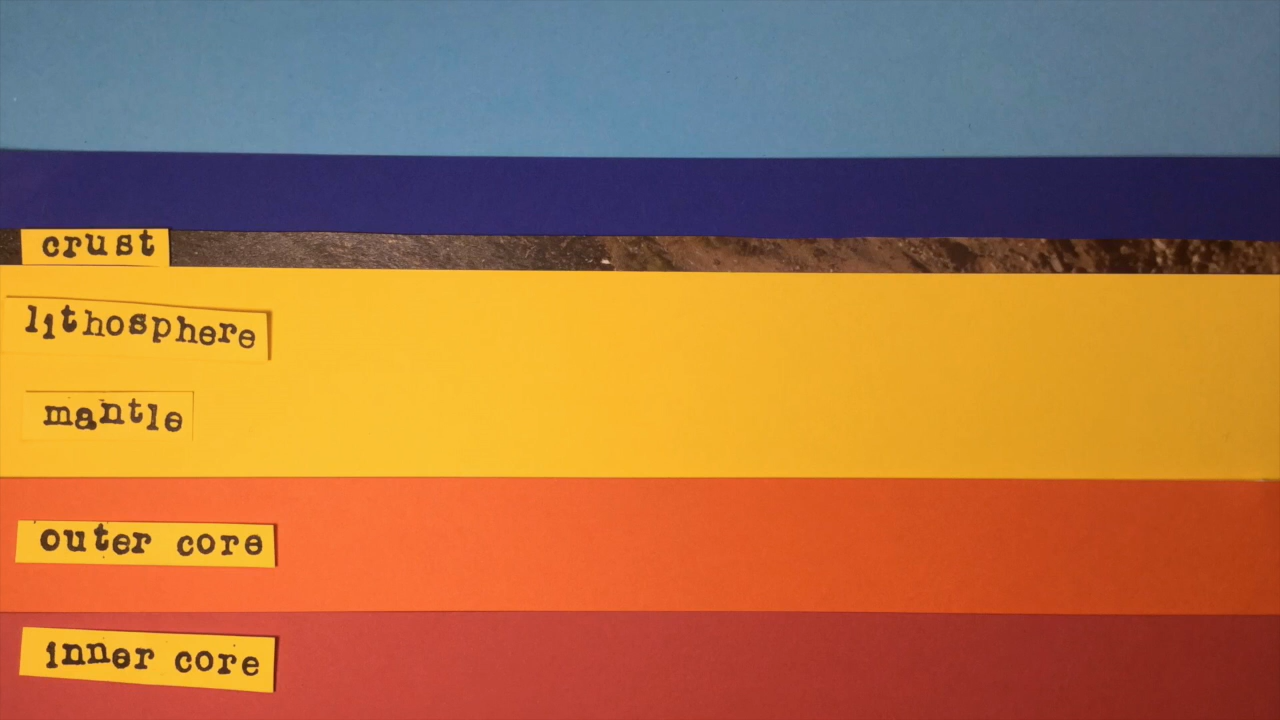 crust
lithosphere
mantle
outer core
inner core